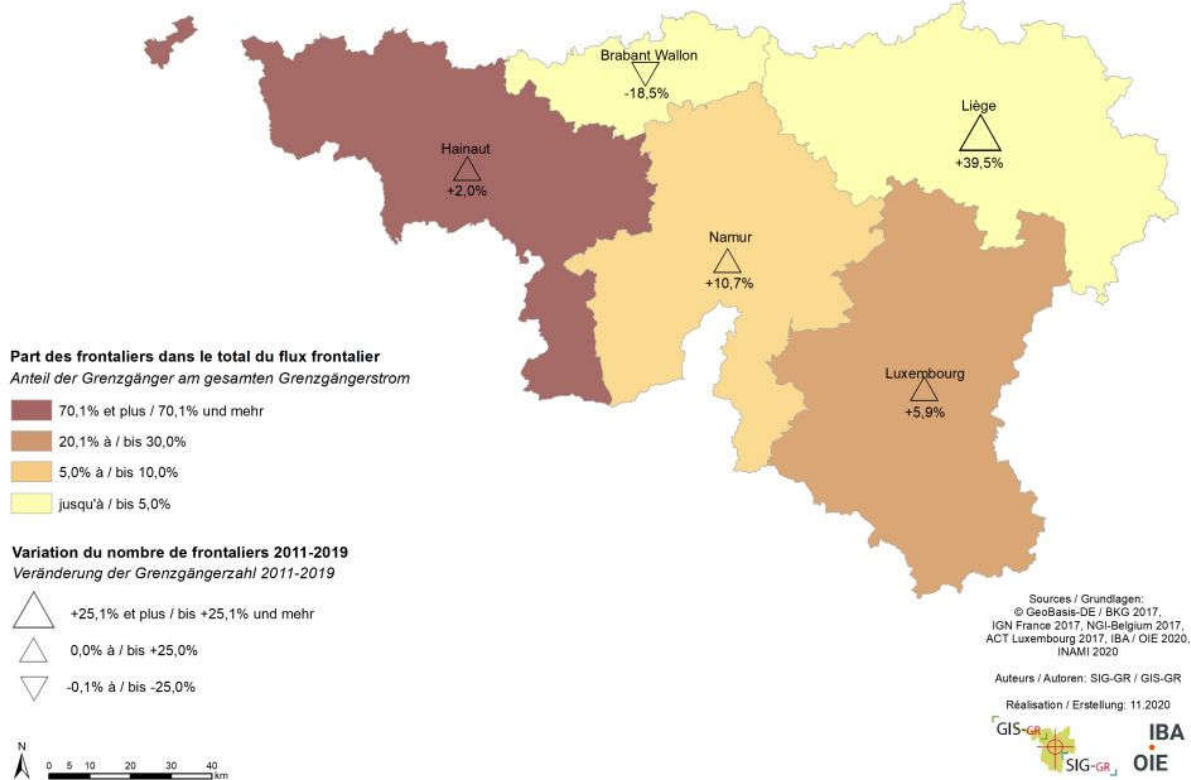 Brabant Wallon
-18,5%
Liège
+39,5%
Hainaut
+2,0%
Namur
+10,7%
Luxembourg
+5,9%
Part des frontaliers dans le total du flux frontalier
Anteil der Grenzgänger am gesamten Grenzgängerstrom
70,1% et plus / 70,1% und mehr
20,1% à / bis 30,0%
5,0% à / bis 10,0%
jusqu'à / bis 5,0%
Variation du nombre de frontaliers 2011-2019
Veränderung der Grenzgängerzahl 2011-2019
+25,1% et plus / bis +25,1% und mehr
0,0% à / bis +25,0%
-0,1% à / bis -25,0%
N
0 5 10 20 30 40
km
Sources / Grundlagen:
© GeoBasis-DE / BKG 2017,
IGN France 2017, NGI-Belgium 2017,
ACT Luxembourg 2017, IBA / OIE 2020,
INAMI 2020
Auteurs / Autoren: SIG-GR / GIS-GR
Réalisation / Erstellung: 11.2020
GIS-GR
SIG-GR
IBA
OIE